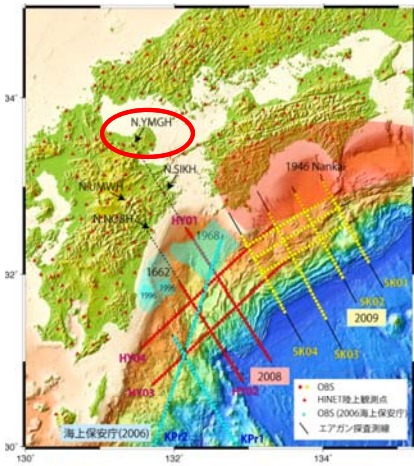 34°
N.YMGH
N.SIKH
N.UMWH
N.NOBH
HY01
1946 Nankai
1968
1662
1996
1996
32°
SK01
SK02
2009
SK03
SK04
HY04
HY03
HY02
2008
海上保安庁(2006)
KPr2
KPr1
OBS
HINET陸上観測点
OBS (2006海上保安庁)
エアガン探査測線
30°
130°
132°
134°